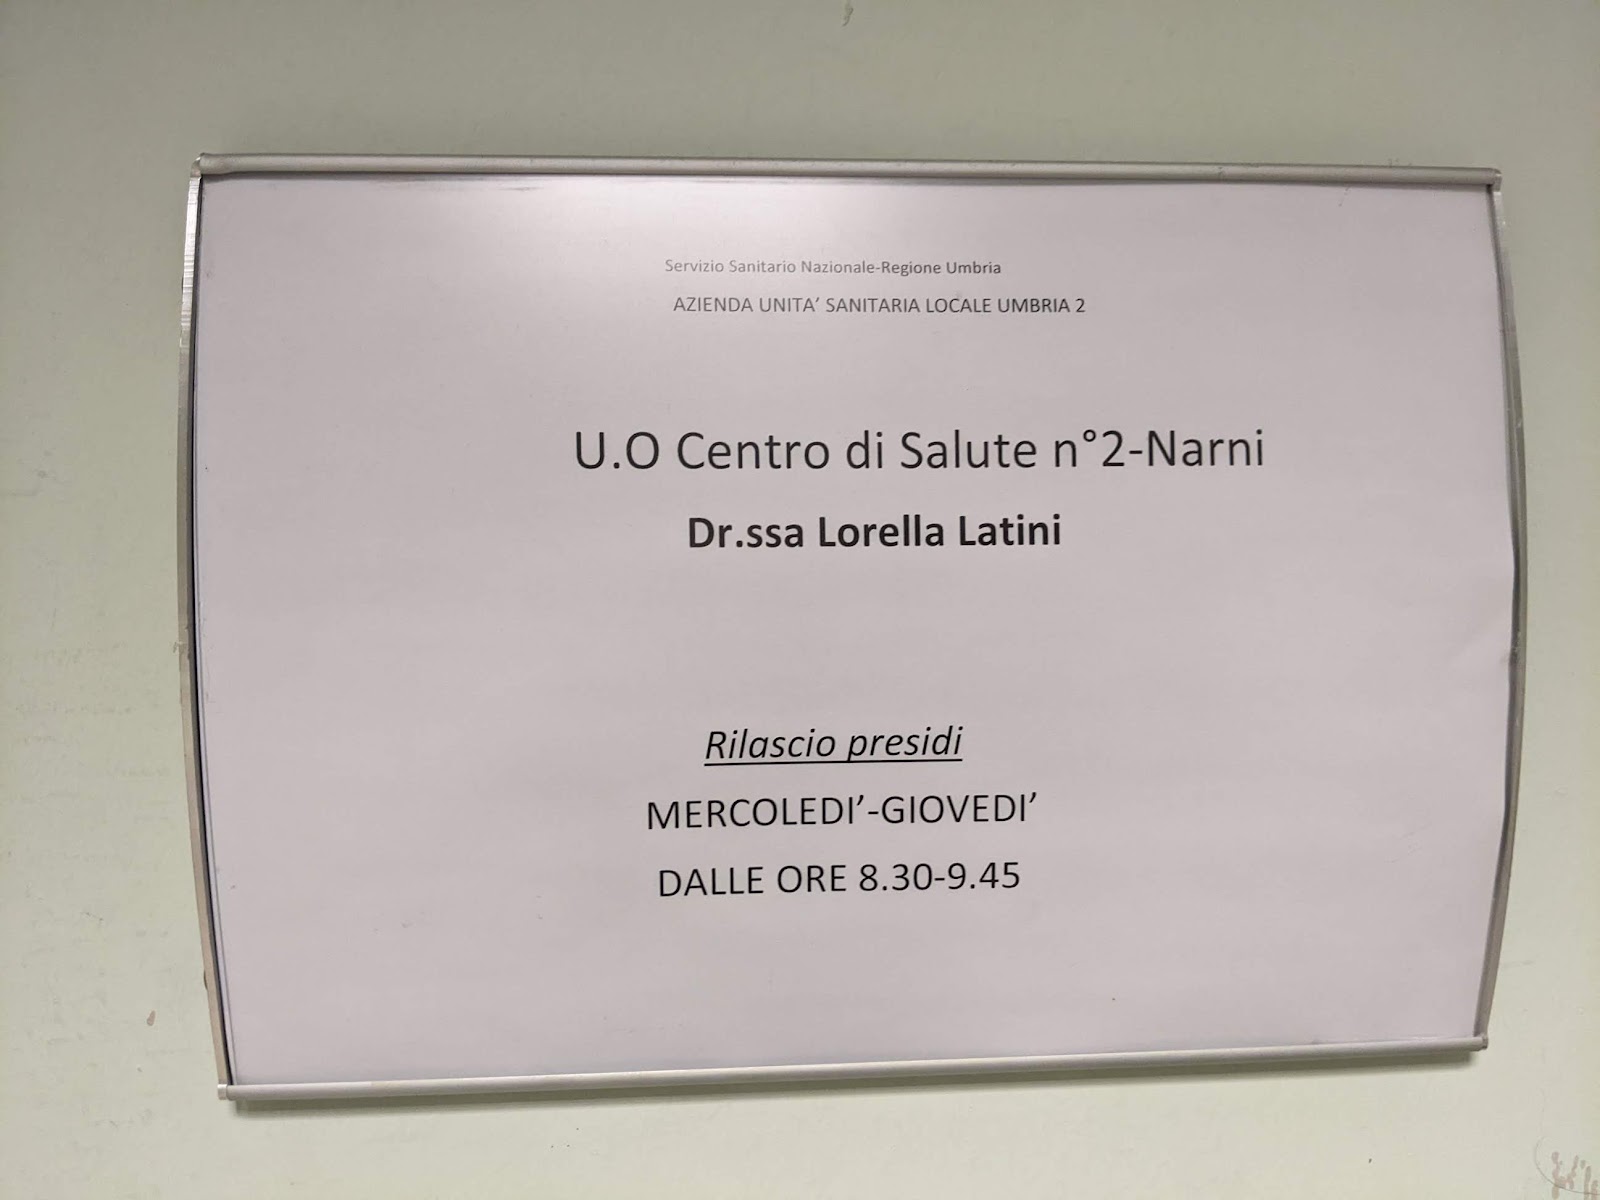 Servizio Sanitario Nazionale-Regione Umbria
AZIENDA UNITA’ SANITARIA LOCALE UMBRIA 2
U.O Centro di Salute n°2-Narni
Dr.ssa Lorella Latini
Rilascio presidi
MERCOLEDI’-GIOVEDI’
DALLE ORE 8.30-9.45